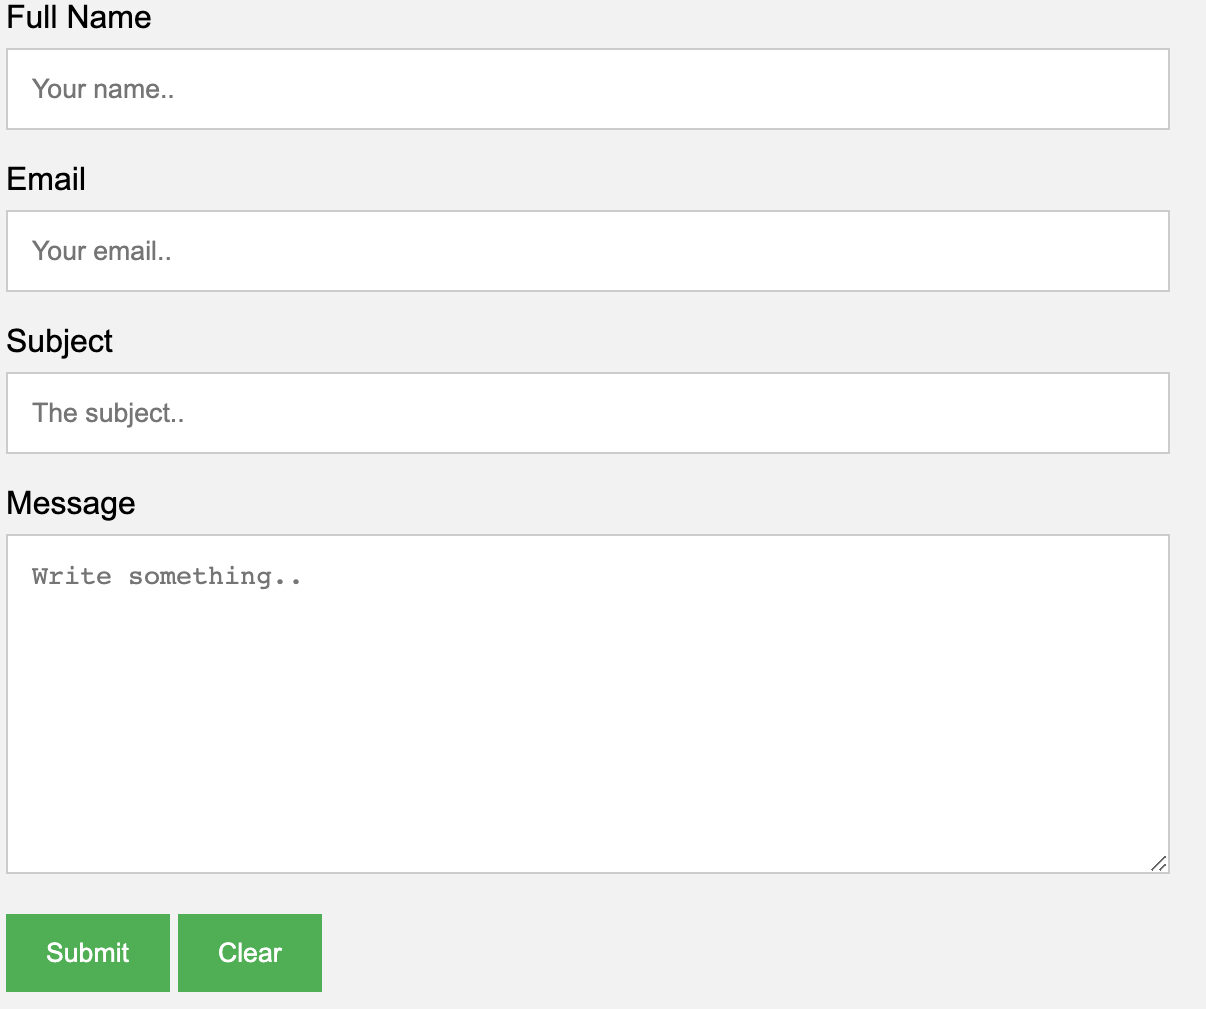 Full Name
Your name..
Email
Your email..
Subject
The subject..
Message
Write something..
Submit Clear